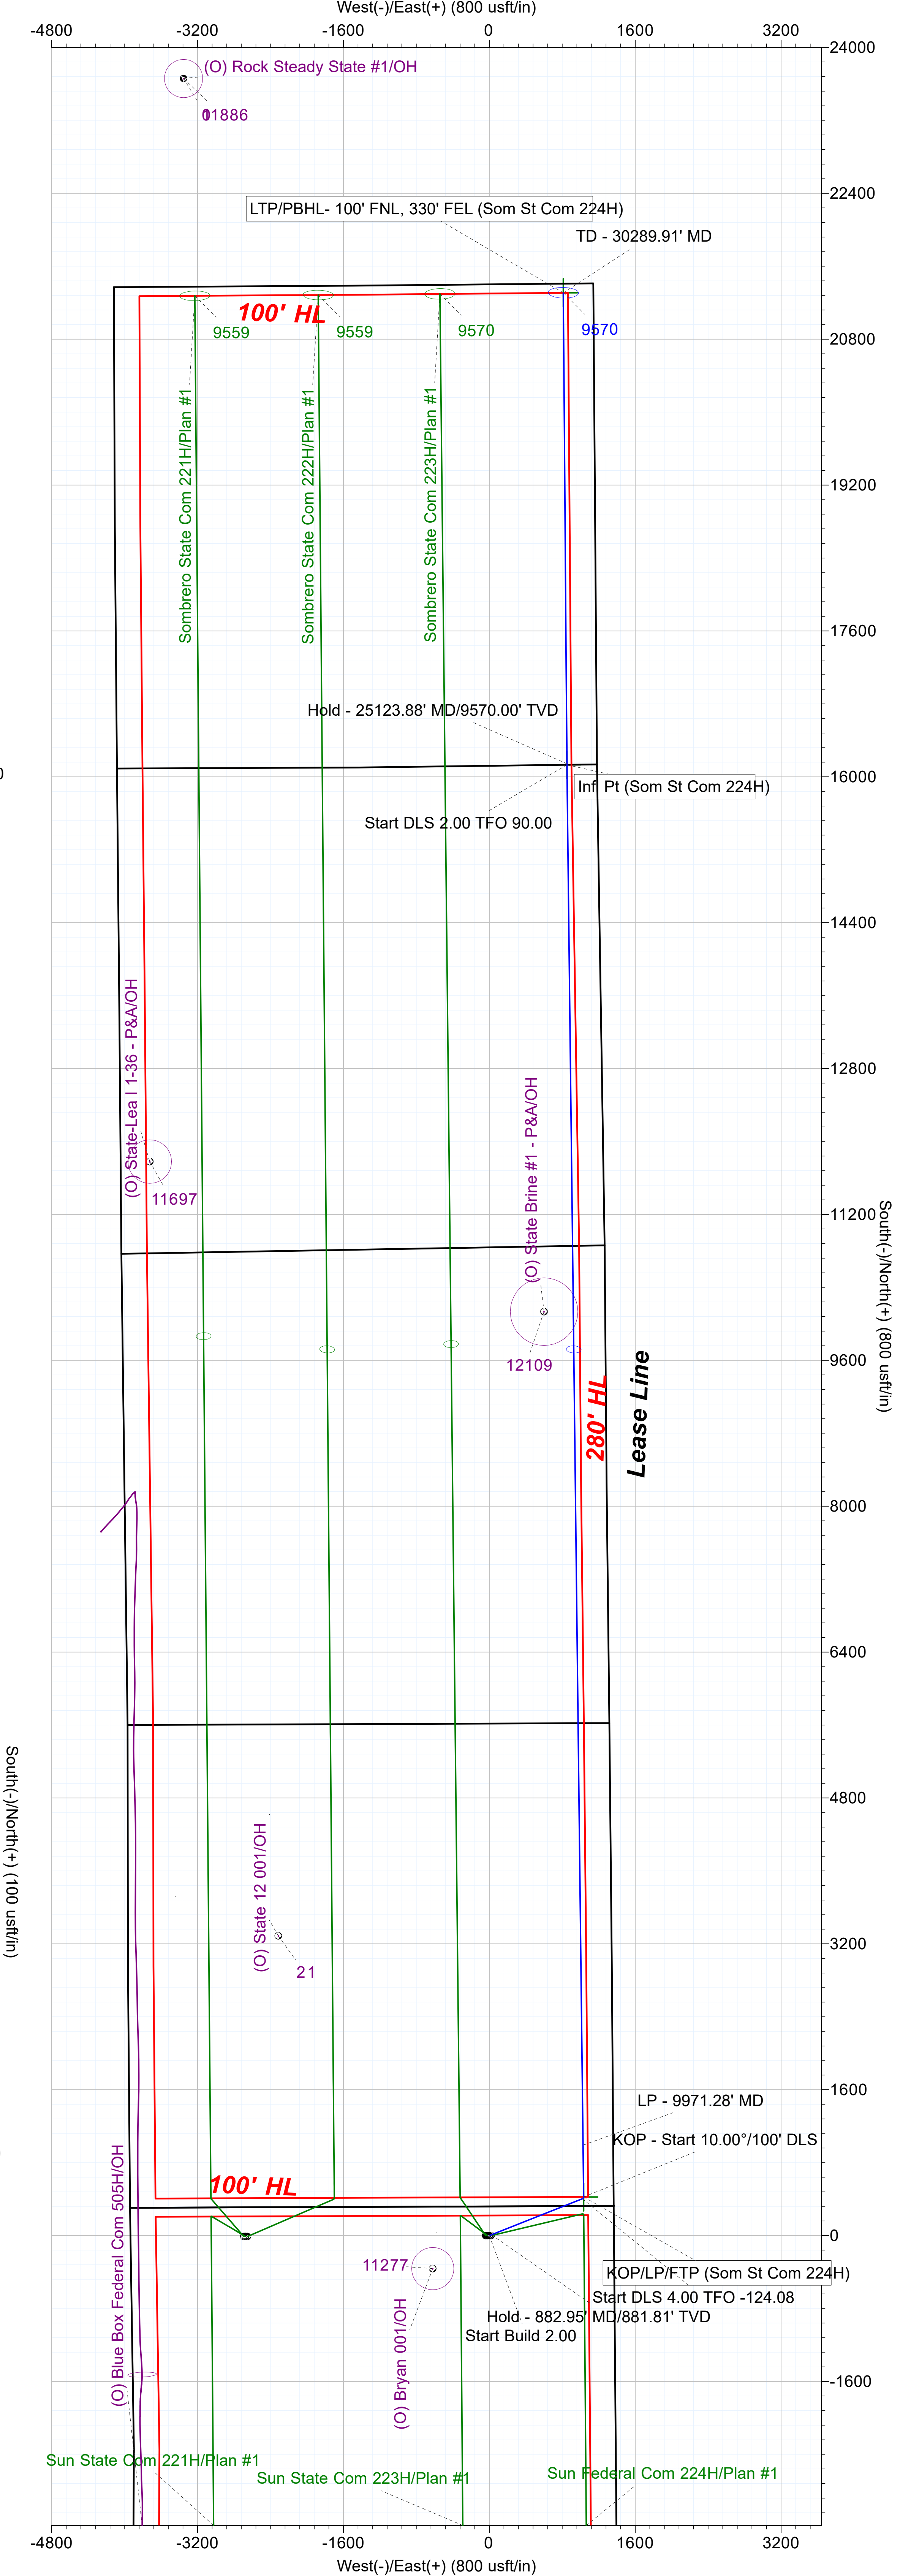 West(-)/East(+) (800 usft/in)
-4800 -3200 -1600 0 1600 3200
24000
(O) Rock Steady State #1/OH
11886
22400
LTP/PBHL- 100' FNL, 330' FEL (Som St Com 224H)
TD - 30289.91' MD
100' HL
9559
9559
9570
9570
20800
Sombrero State Com 221H/Plan #1
Sombrero State Com 222H/Plan #1
Sombrero State Com 223H/Plan #1
19200
17600
Hold - 25123.88' MD/9570.00' TVD
16000
Inf. Pt (Som St Com 224H)
Start DLS 2.00 TFO 90.00
14400
(O) State-Lea I 1-36 - P&A/OH
12800
(O) State Brine #1 - P&A/OH
11697
11200
South(-)/North(+) (800 usft/in)
12109
9600
280' HL
Lease Line
8000
6400
South(-)/North(+) (100 usft/in)
4800
(O) State 12 001/OH
3200
21
1600
LP - 9971.28' MD
KOP - Start 10.00°/100' DLS
100' HL
(O) Blue Box Federal Com 505H/OH
0
11277
KOP/LP/FTP (Som St Com 224H)
Start DLS 4.00 TFO -124.08
Hold - 882.95' MD/881.81' TVD
Start Build 2.00
(O) Bryan 001/OH
-1600
Sun State Com 221H/Plan #1
Sun State Com 223H/Plan #1
Sun Federal Com 224H/Plan #1
-4800 -3200 -1600 0 1600 3200
West(-)/East(+) (800 usft/in)